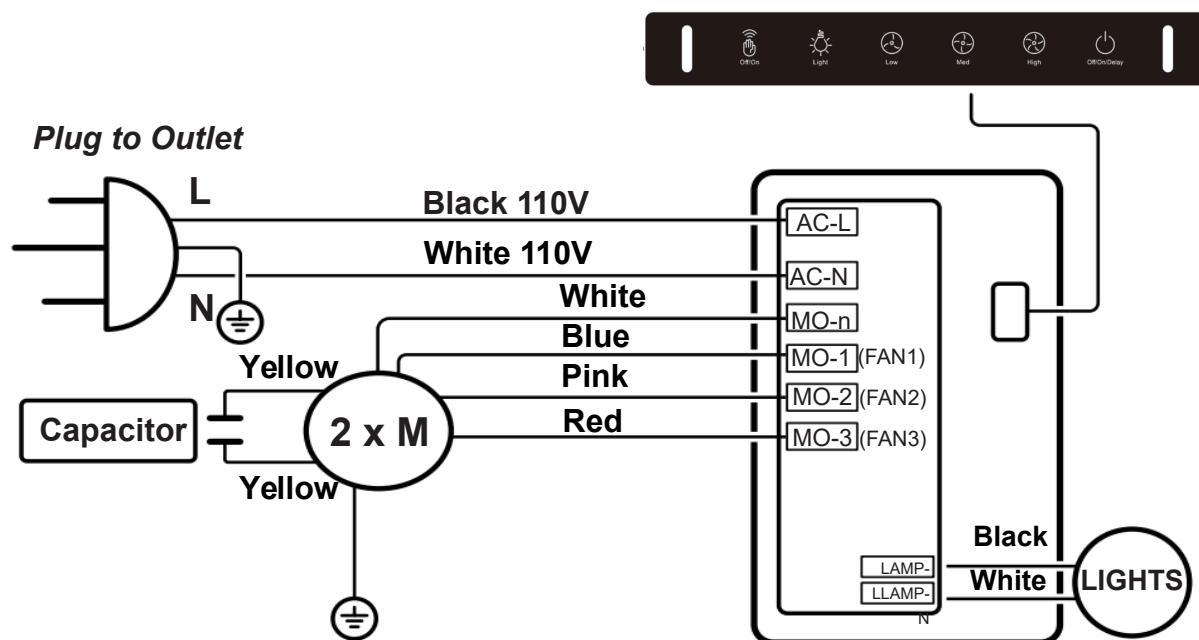 Off/On Light Low Med High Off/On/Delay
Plug to Outlet
L
Black 110V
AC-L
White 110V
AC-N
N
White
MO-n
Blue
MO-1 (FAN1)
Yellow
Pink
MO-2 (FAN2)
Capacitor
2 x M
Red
MO-3 (FAN3)
Yellow
Black
LAMP-
White
LLAMP-
N
LIGHTS